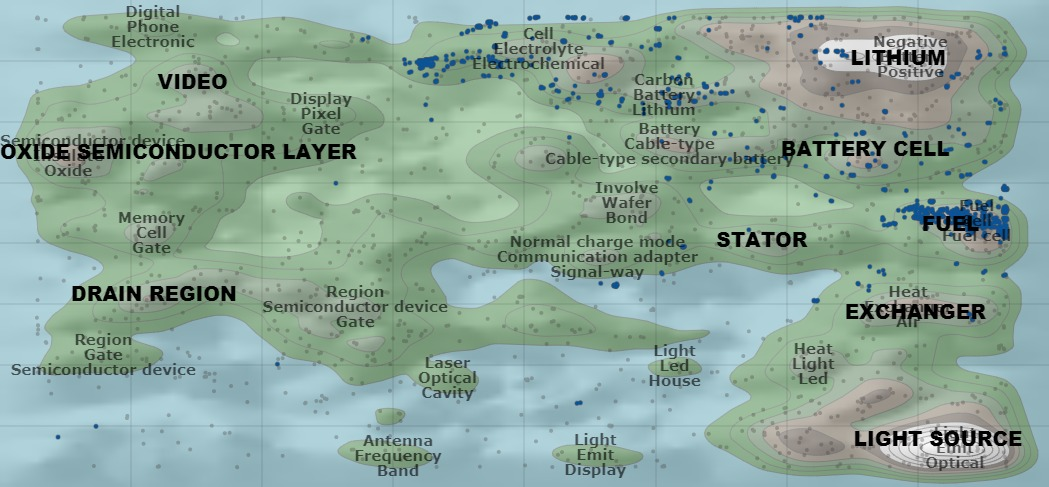 Digital
Phone
Electronic
VIDEO
Display
Pixel
Gate
Cell
Electrolyte
Electrochemical
Carbon
Battery
Lithium
Negative
LITHIUM
Positive
Semiconductor device
OXIDE SEMICONDUCTOR LAYER
Insulate
Oxide
Battery
Cable-type
Cable-type secondary battery
BATTERY CELL
Memory
Cell
Gate
Involve
Wafer
Bond
Fuel
FUEL
Cell
Fuel cell
Normal charge mode
Communication adapter
Signal-way
STATOR
DRAIN REGION
Region
Semiconductor device
Gate
Heat
EXCHANGER
Air
Region
Gate
Semiconductor device
Laser
Optical
Cavity
Light
Led
House
Heat
Light
Led
Antenna
Frequency
Band
Light
Emit
Display
LIGHT SOURCE
Light
Emit
Optical